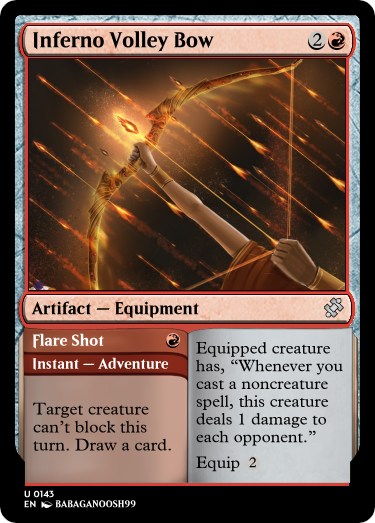 Inferno Volley Bow 2
Artifact — Equipment
Flare Shot
Instant — Adventure
Target creature
can't block this
turn. Draw a card.
Equipped creature
has, “Whenever you
cast a noncreature
spell, this creature
deals 1 damage to
each opponent.”
Equip 2
U 0143
EN BABAGANOOSH99